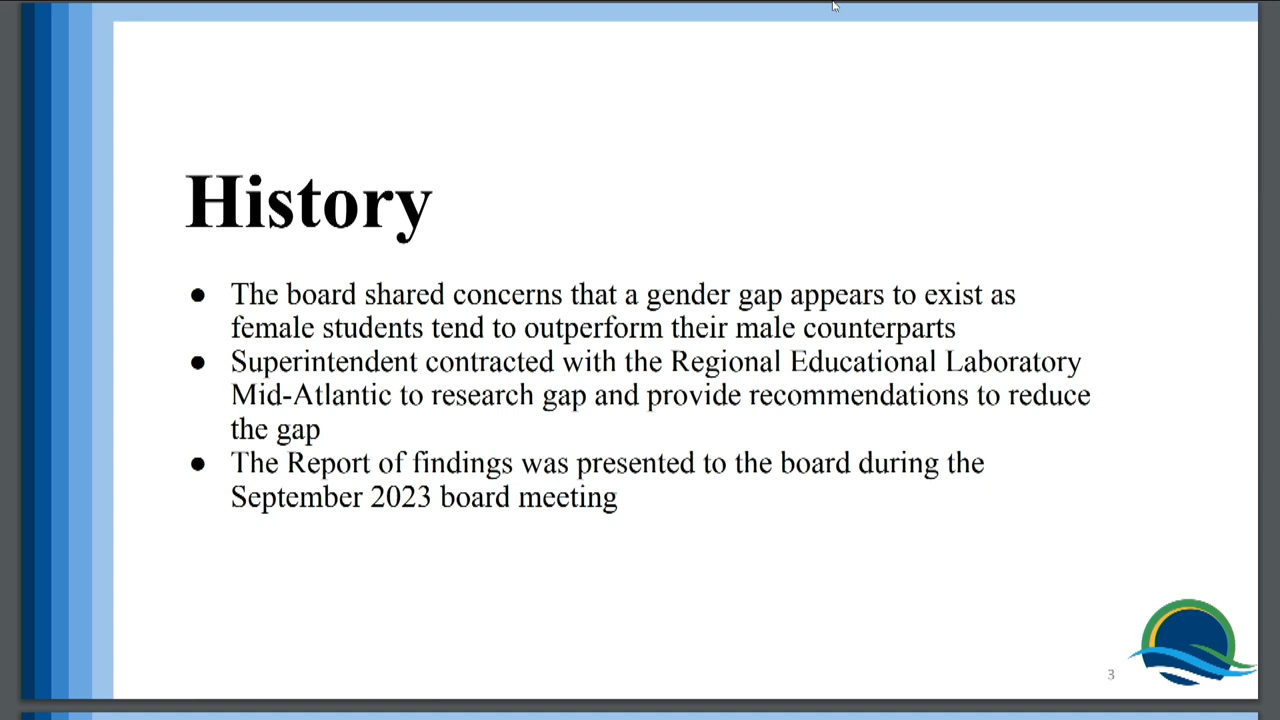 History
● The board shared concerns that a gender gap appears to exist as
female students tend to outperform their male counterparts
● Superintendent contracted with the Regional Educational Laboratory
Mid-Atlantic to research gap and provide recommendations to reduce
the gap
● The Report of findings was presented to the board during the
September 2023 board meeting
3